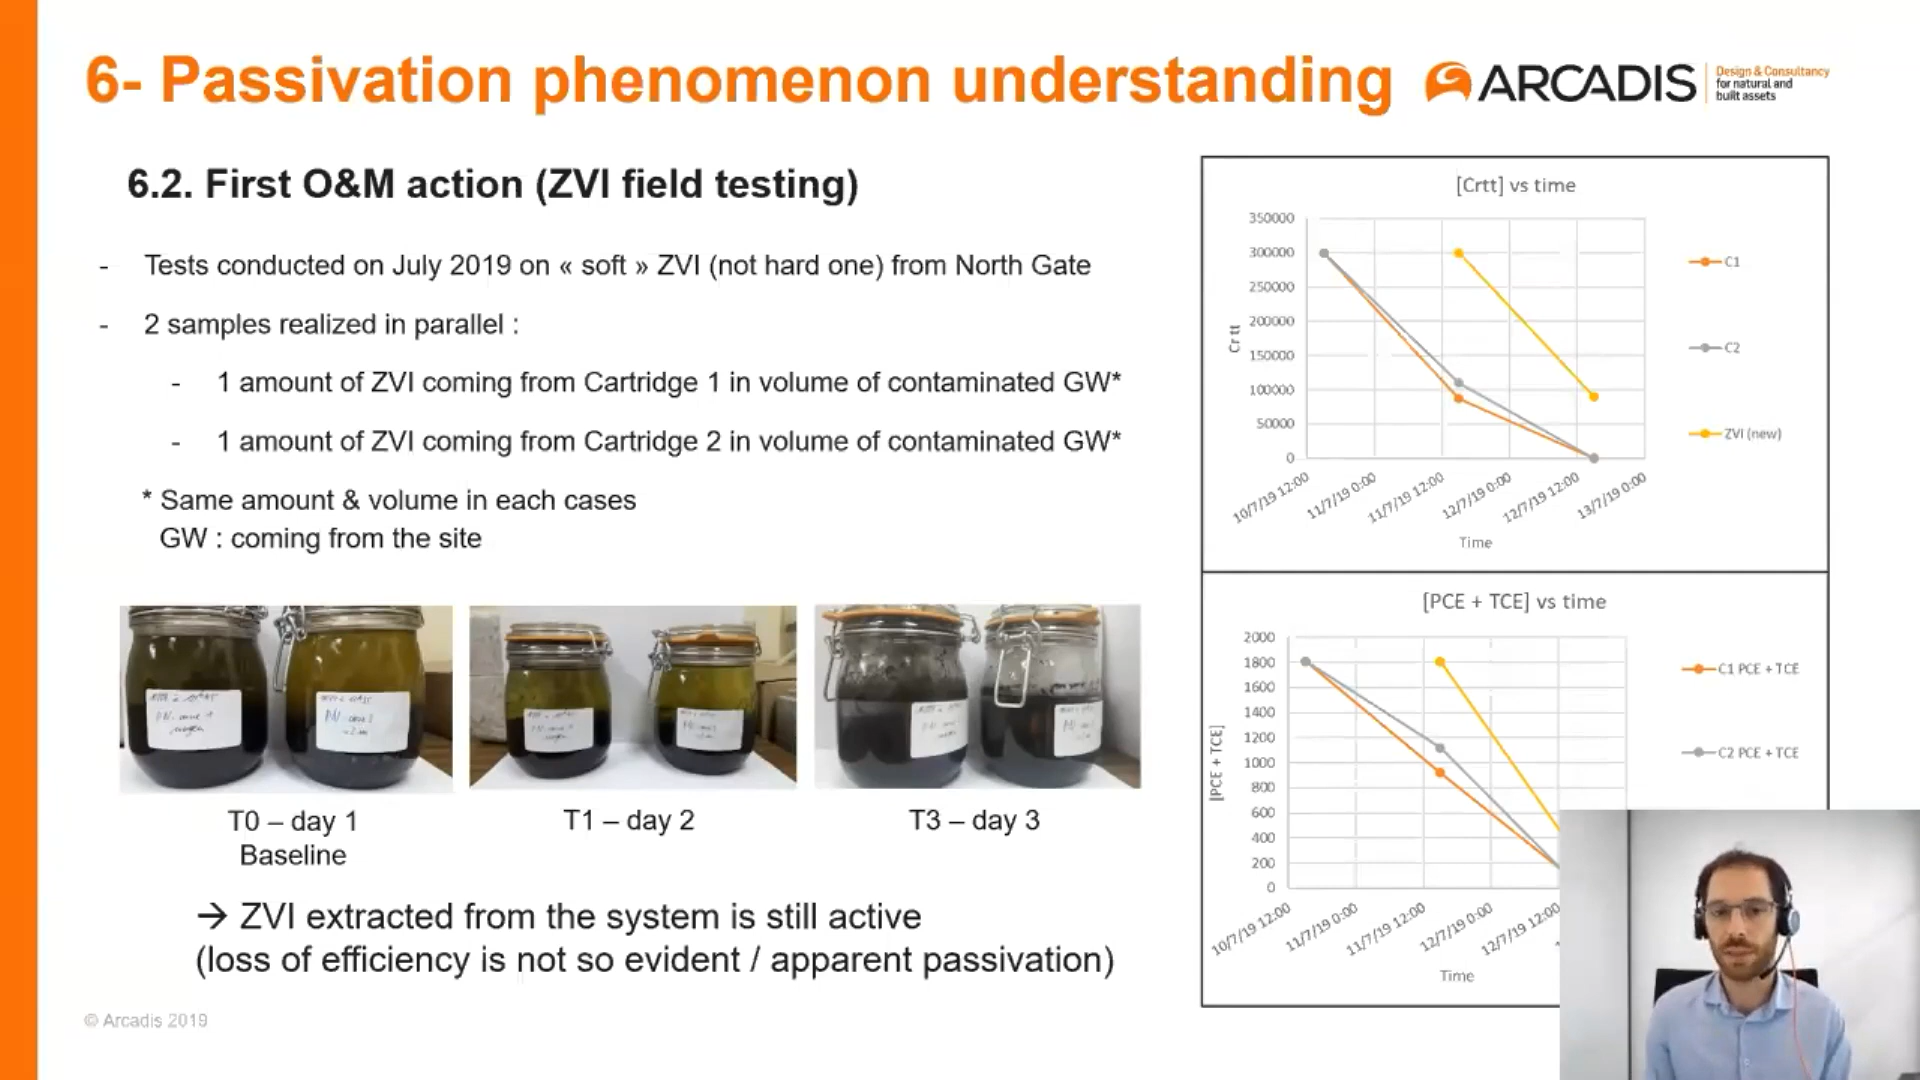 6- Passivation phenomenon understanding
ARCADIS
Design & Consultancy
for natural and
built assets
6.2. First O&M action (ZVI field testing)
- Tests conducted on July 2019 on « soft » ZVI (not hard one) from North Gate
- 2 samples realized in parallel :
- 1 amount of ZVI coming from Cartridge 1 in volume of contaminated GW*
- 1 amount of ZVI coming from Cartridge 2 in volume of contaminated GW*
* Same amount & volume in each cases
GW : coming from the site
T0 – day 1
Baseline
T1 – day 2
T3 – day 3
→ ZVI extracted from the system is still active
(loss of efficiency is not so evident / apparent passivation)
© Arcadis 2019
[Crtt] vs time
350000
300000
250000
200000
150000
100000
50000
0
Cr tt
10/7/19 12:00
11/7/19 0:00
11/7/19 12:00
12/7/19 0:00
12/7/19 12:00
13/7/19 0:00
Time
C1
C2
ZVI (new)
[PCE + TCE] vs time
2000
1800
1600
1400
1200
1000
800
600
400
200
0
[PCE + TCE]
10/7/19 12:00
11/7/19 0:00
11/7/19 12:00
12/7/19 0:00
12/7/19 12:00
Time
C1 PCE + TCE
C2 PCE + TCE